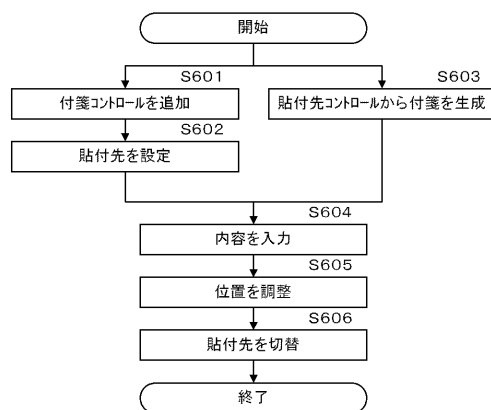 開始
S601
付箋コントロールを追加
S603
貼付先コントロールから付箋を生成
S602
貼付先を設定
S604
内容を入力
S605
位置を調整
S606
貼付先を切替
終了